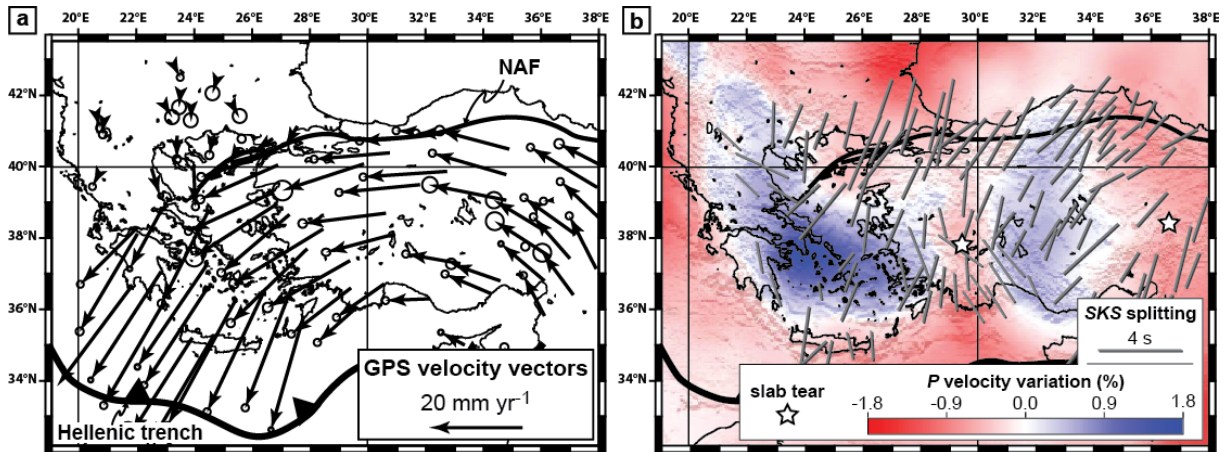 a
20°E 22°E 24°E 26°E 28°E 30°E 32°E 34°E 36°E 38°E
NAF
42°N
40°N
38°N
36°N
34°N
GPS velocity vectors
20 mm yr-1
Hellenic trench
b
20°E 22°E 24°E 26°E 28°E 30°E 32°E 34°E 36°E 38°E
42°N
40°N
38°N
36°N
34°N
SKS splitting
4 s
slab tear
P velocity variation (%)
-1.8 -0.9 0.0 0.9 1.8